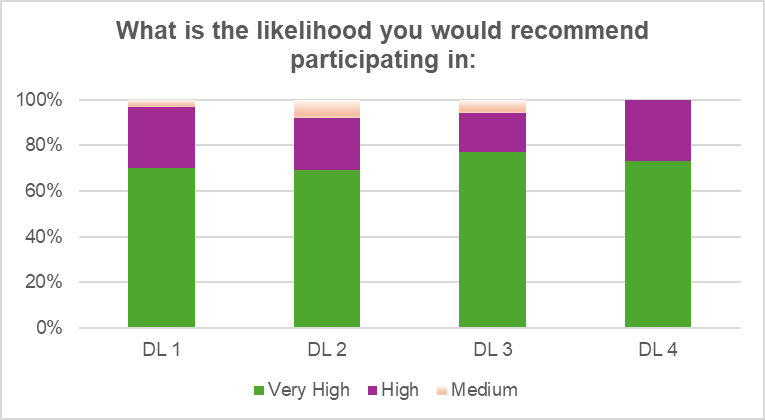 What is the likelihood you would recommend
participating in:
100%
80%
60%
40%
20%
0%
DL 1 DL 2 DL 3 DL 4
Very High High Medium